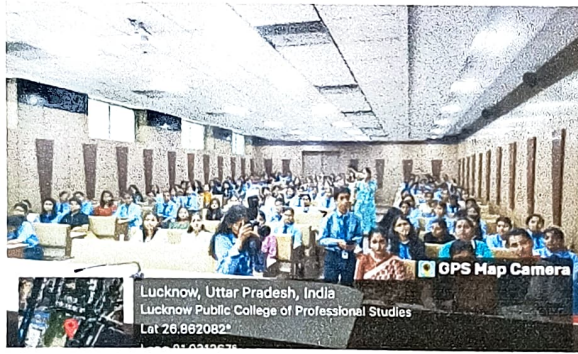 GPS Map Camera
Lucknow, Uttar Pradesh, India
Lucknow Public College of Professional Studies
Lat 26.862082°